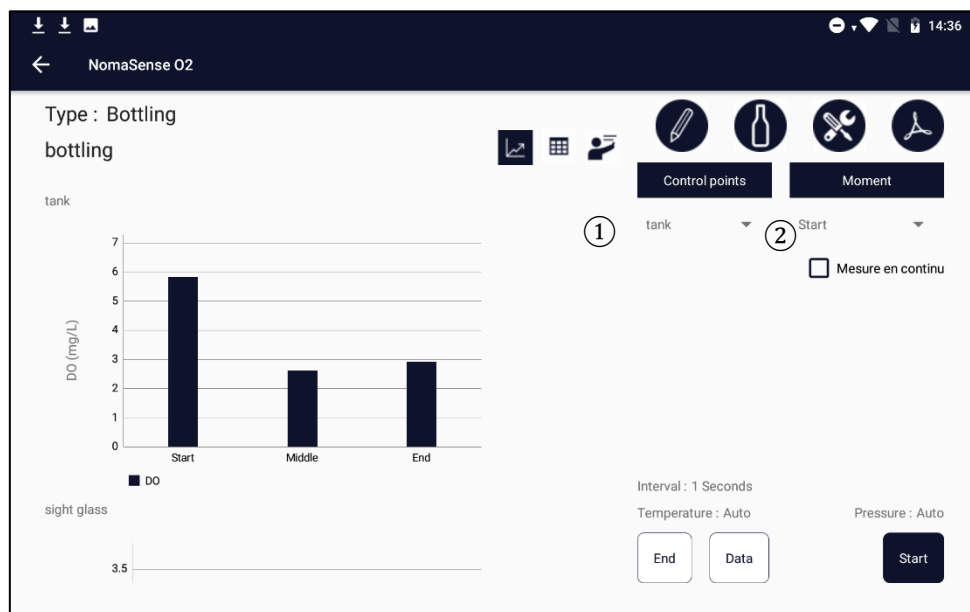 14:36
NomaSense O2
Type : Bottling
bottling
Control points
Moment
tank
① tank
② Start
Mesure en continu
7
6
5
4
3
2
1
0
DO (mg/L)
Start Middle End
DO
Interval : 1 Seconds
sight glass
Temperature : Auto
Pressure : Auto
3.5
End
Data
Start